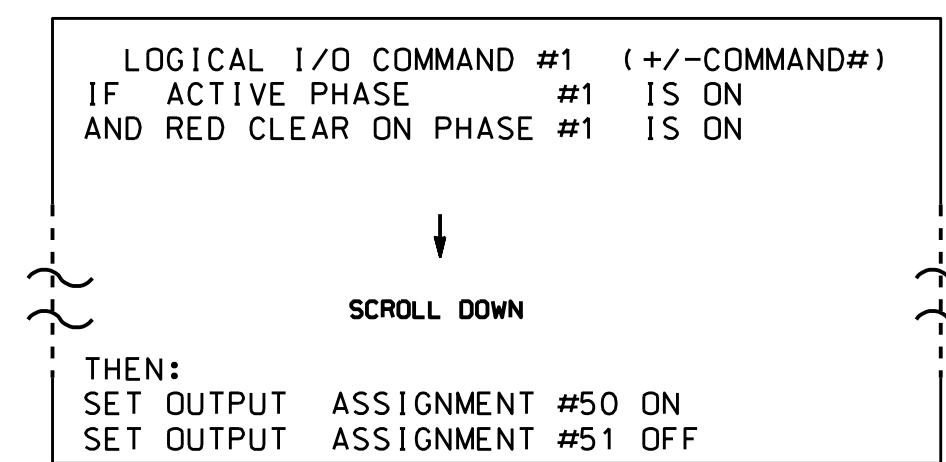 LOGICAL I/O COMMAND #1 (+/-COMMAND#)
IF ACTIVE PHASE #1 IS ON
AND RED CLEAR ON PHASE #1 IS ON
SCROLL DOWN
THEN:
SET OUTPUT ASSIGNMENT #50 ON
SET OUTPUT ASSIGNMENT #51 OFF